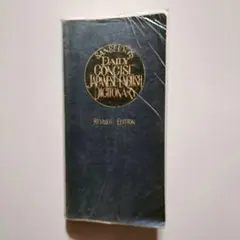 SANSEIDO'S
DAILY
CONCISE
JAPANESE-ENGLISH
DICTIONARY
REVISED EDITION